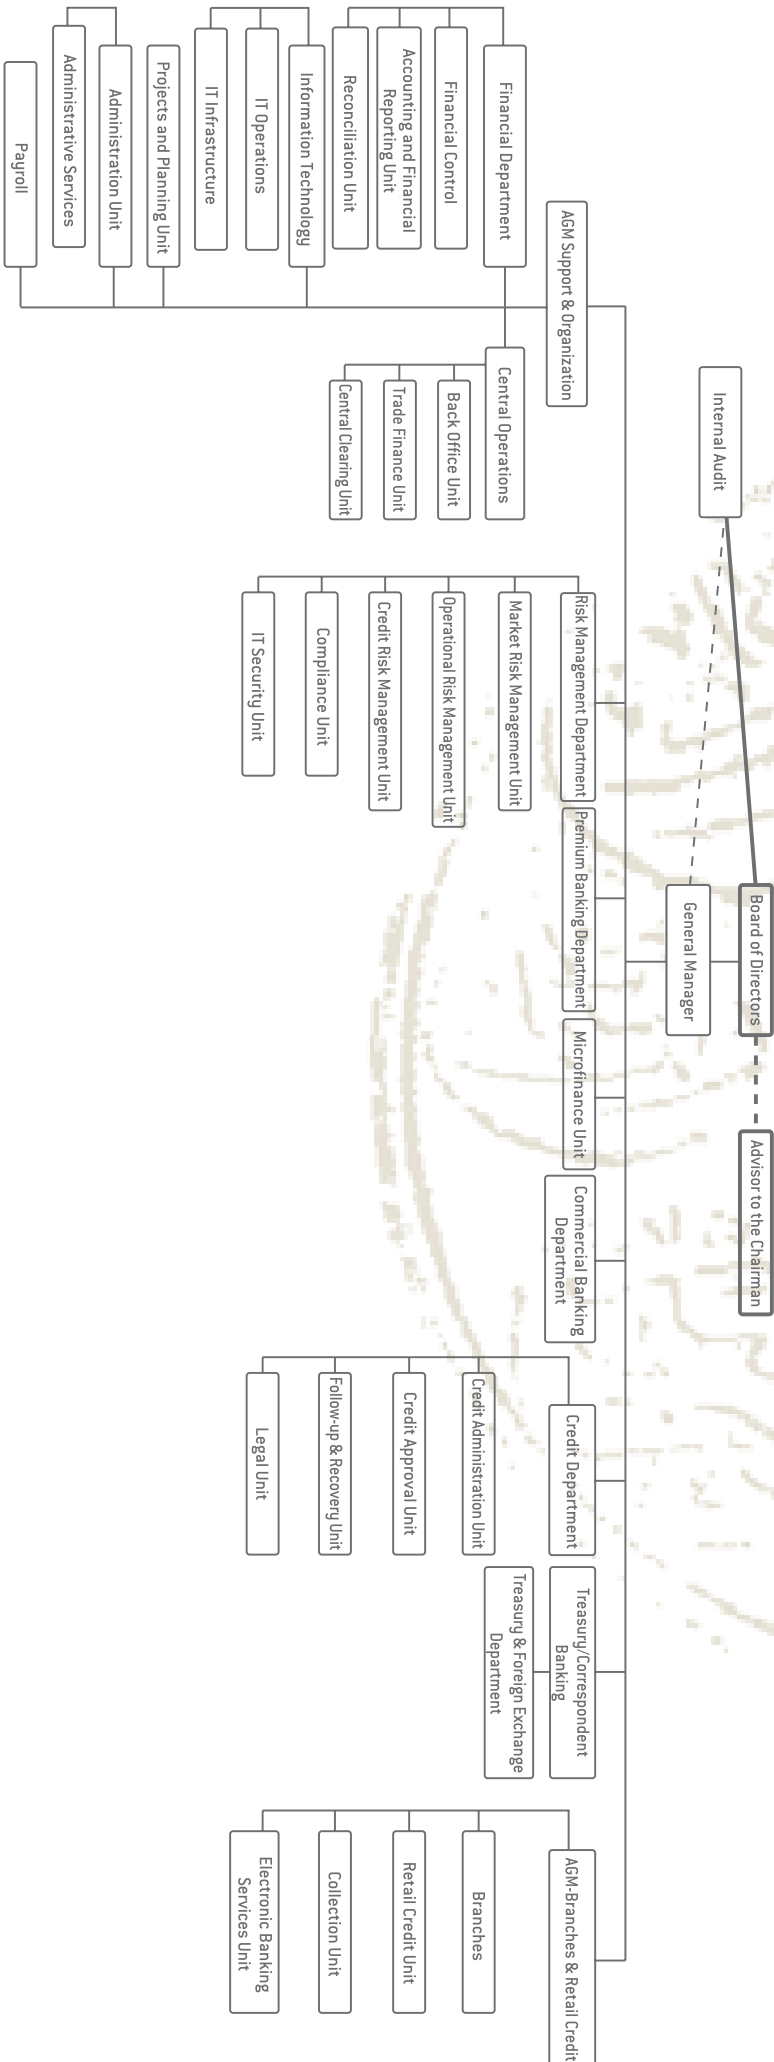 Board of Directors
Advisor to the Chairman
Internal Audit
General Manager
AGM Support & Organization
Financial Department
Financial Control
Accounting and Financial
Reporting Unit
Reconciliation Unit
Information Technology
IT Operations
IT Infrastructure
Projects and Planning Unit
Administration Unit
Administrative Services
Payroll
Central Operations
Back Office Unit
Trade Finance Unit
Central Clearing Unit
Risk Management Department
Market Risk Management Unit
Operational Risk Management Unit
Credit Risk Management Unit
Compliance Unit
IT Security Unit
Premium Banking Department
Microfinance Unit
Commercial Banking
Department
Credit Department
Credit Administration Unit
Credit Approval Unit
Follow-up & Recovery Unit
Legal Unit
Treasury/Correspondent
Banking
Treasury & Foreign Exchange
Department
AGM-Branches & Retail Credit
Branches
Retail Credit Unit
Collection Unit
Electronic Banking
Services Unit